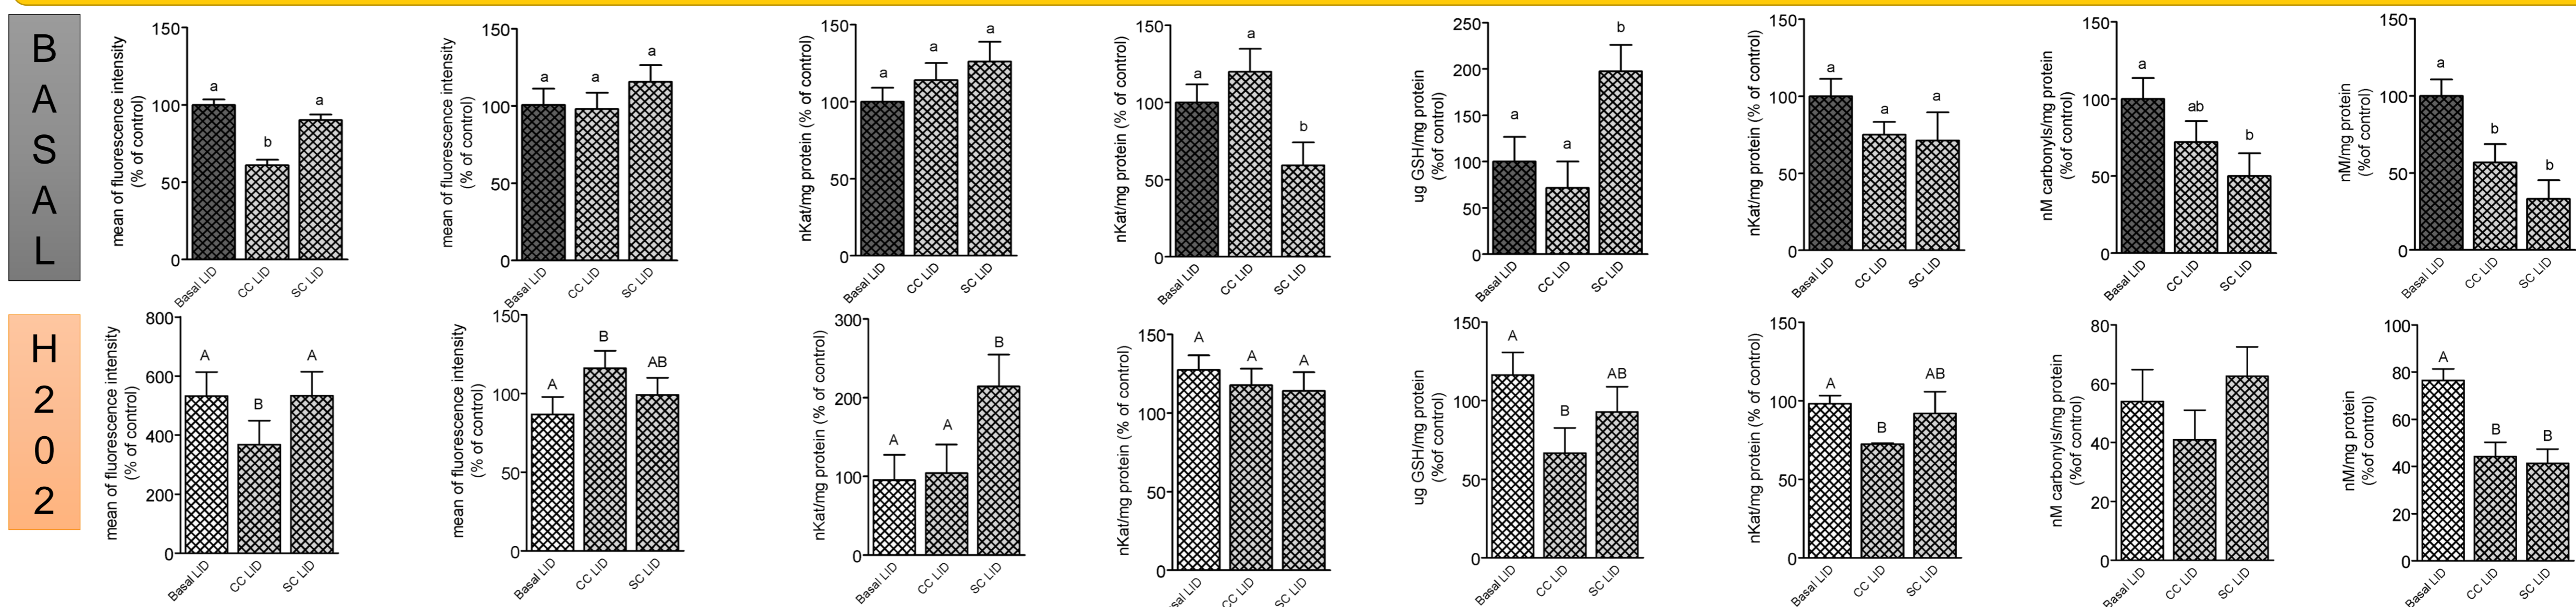 B
A
S
A
L
mean of fluorescence intensity
(% of control)
150
100
50
0
a
b
a
Basal LID
CC LID
SC LID
mean of fluorescence intensity
(% of control)
150
100
50
0
a
a
a
Basal LID
CC LID
SC LID
nKat/mg protein (% of control)
150
100
50
0
a
a
a
Basal LID
CC LID
SC LID
nKat/mg protein (% of control)
150
100
50
0
a
a
b
Basal LID
CC LID
SC LID
ug GSH/mg protein
(%of control)
250
200
150
100
50
0
a
a
b
Basal LID
CC LID
SC LID
nKat/mg protein (% of control)
150
100
50
0
a
a
a
Basal LID
CC LID
SC LID
nM carbonyls/mg protein
(%of control)
150
100
50
0
a
ab
b
Basal LID
CC LID
SC LID
nM/mg protein
(%of control)
150
100
50
0
a
b
b
Basal LID
CC LID
SC LID
H
2
0
2
mean of fluorescence intensity
(% of control)
800
600
400
200
0
A
B
A
Basal LID
CC LID
SC LID
mean of fluorescence intensity
(% of control)
150
100
50
0
A
B
AB
Basal LID
CC LID
SC LID
nKat/mg protein (% of control)
300
200
100
0
A
A
B
Basal LID
CC LID
SC LID
nKat/mg protein (% of control)
150
100
50
0
A
A
A
sal LID
CC LID
SC LID
ug GSH/mg protein
(%of control)
150
100
50
0
A
B
AB
Basal LID
CC LID
SC LID
nKat/mg protein (% of control)
150
100
50
0
A
B
AB
Basal LID
CC LID
SC LID
nM carbonyls/mg protein
(%of control)
80
60
40
20
0
Basal LID
CC LID
SC LID
nM/mg protein
(%of control)
100
80
60
40
20
0
A
B
B
Basal LID
CC LID
SC LID